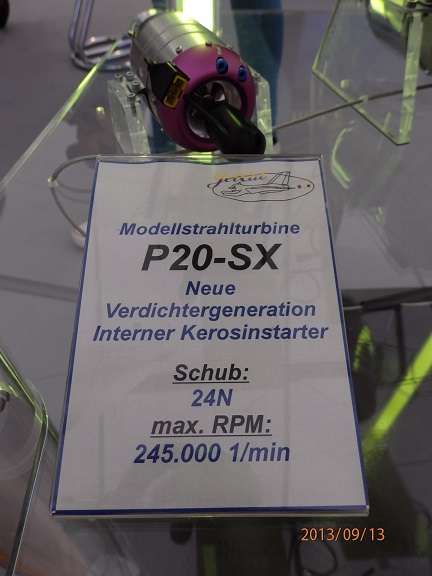 Modellstrahlturbine
P20-SX
Neue
Verdichtergeneration
Interner Kerosinstarter
Schub:
24N
max. RPM:
245.000 1/min
2013/09/13